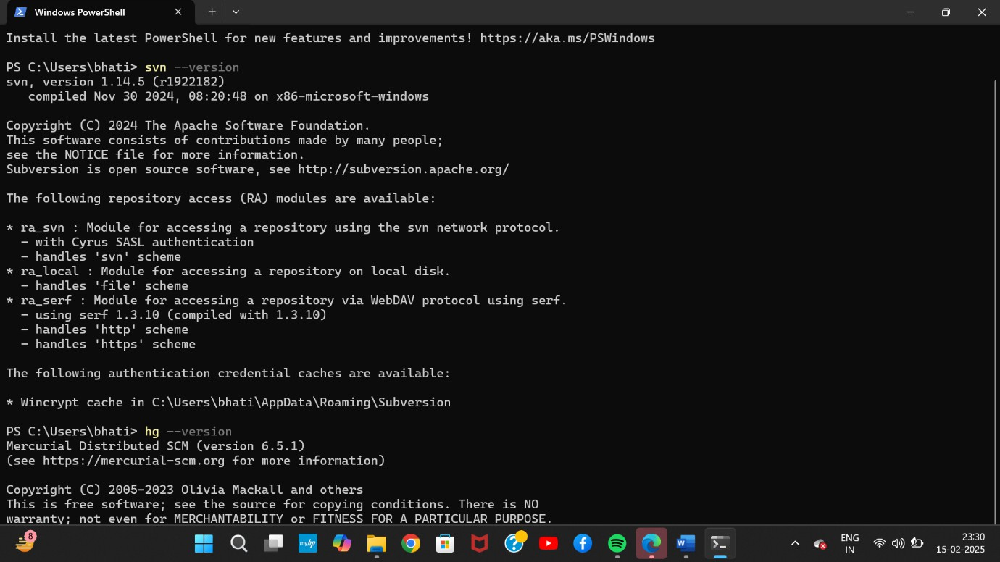 Windows PowerShell
Install the latest PowerShell for new features and improvements! https://aka.ms/PSWindows
PS C:\Users\bhati> svn --version
svn, version 1.14.5 (r1922182)
   compiled Nov 30 2024, 08:20:48 on x86-microsoft-windows
Copyright (C) 2024 The Apache Software Foundation.
This software consists of contributions made by many people;
see the NOTICE file for more information.
Subversion is open source software, see http://subversion.apache.org/
The following repository access (RA) modules are available:
* ra_svn : Module for accessing a repository using the svn network protocol.
  - with Cyrus SASL authentication
  - handles 'svn' scheme
* ra_local : Module for accessing a repository on local disk.
  - handles 'file' scheme
* ra_serf : Module for accessing a repository via WebDAV protocol using serf.
  - using serf 1.3.10 (compiled with 1.3.10)
  - handles 'http' scheme
  - handles 'https' scheme
The following authentication credential caches are available:
* Wincrypt cache in C:\Users\bhati\AppData\Roaming\Subversion
PS C:\Users\bhati> hg --version
Mercurial Distributed SCM (version 6.5.1)
(see https://mercurial-scm.org for more information)
Copyright (C) 2005-2023 Olivia Mackall and others
This is free software; see the source for copying conditions. There is NO
warranty; not even for MERCHANTABILITY or FITNESS FOR A PARTICULAR PURPOSE.
8
myhp
W
ENG
IN
23:30
15-02-2025